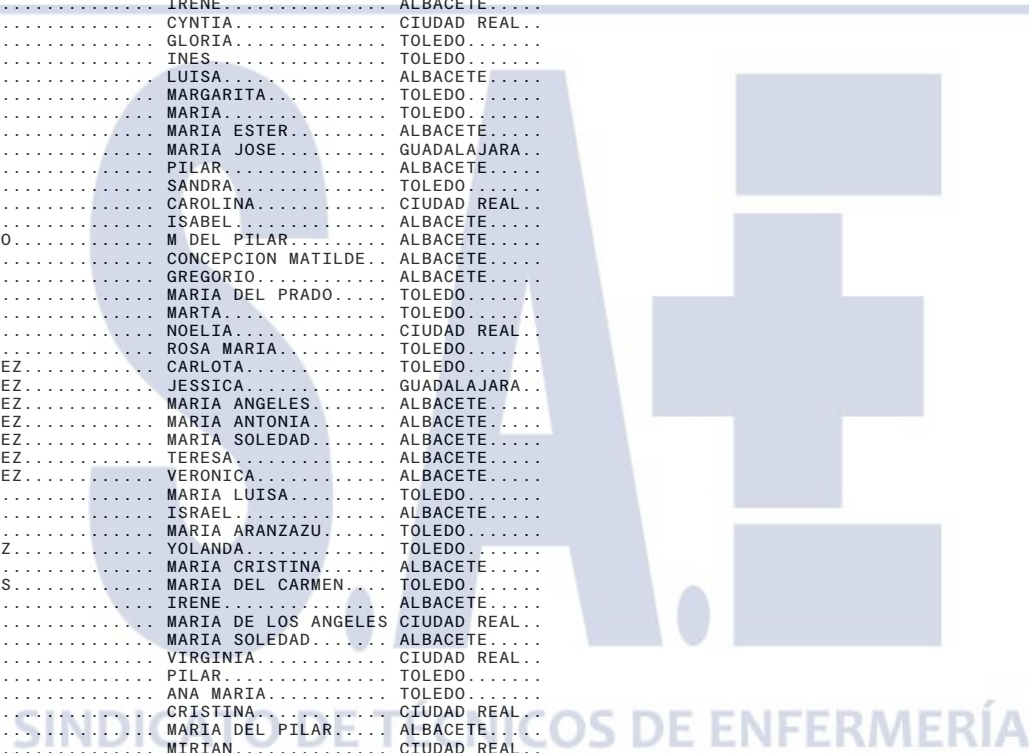 .............. IRENE............... ALBACETE.....
.............. CYNTIA.............. CIUDAD REAL..
.............. GLORIA.............. TOLEDO.......
.............. INES................ TOLEDO.......
.............. LUISA............... ALBACETE.....
.............. MARGARITA........... TOLEDO.......
.............. MARIA............... TOLEDO.......
.............. MARIA ESTER......... ALBACETE.....
.............. MARIA JOSE.......... GUADALAJARA..
.............. PILAR............... ALBACETE.....
.............. SANDRA.............. TOLEDO.......
.............. CAROLINA............ CIUDAD REAL..
.............. ISABEL.............. ALBACETE.....
O............. M DEL PILAR......... ALBACETE.....
.............. CONCEPCION MATILDE.. ALBACETE.....
.............. GREGORIO............ ALBACETE.....
.............. MARIA DEL PRADO..... TOLEDO.......
.............. MARTA............... TOLEDO.......
.............. NOELIA.............. CIUDAD REAL..
.............. ROSA MARIA.......... TOLEDO.......
EZ............ CARLOTA............. TOLEDO.......
EZ............ JESSICA............. GUADALAJARA..
EZ............ MARIA ANGELES....... ALBACETE.....
EZ............ MARIA ANTONIA....... ALBACETE.....
EZ............ MARIA SOLEDAD....... ALBACETE.....
EZ............ TERESA.............. ALBACETE.....
EZ............ VERONICA............ ALBACETE.....
.............. MARIA LUISA......... TOLEDO.......
.............. ISRAEL.............. ALBACETE.....
.............. MARIA ARANZAZU...... TOLEDO.......
Z............. YOLANDA............. TOLEDO.......
.............. MARIA CRISTINA...... ALBACETE.....
S............. MARIA DEL CARMEN.... TOLEDO.......
.............. IRENE............... ALBACETE.....
.............. MARIA DE LOS ANGELES CIUDAD REAL..
.............. MARIA SOLEDAD....... ALBACETE.....
.............. VIRGINIA............ CIUDAD REAL..
.............. PILAR............... TOLEDO.......
.............. ANA MARIA........... TOLEDO.......
.............. CRISTINA............ CIUDAD REAL..
.............. MARIA DEL PILAR..... ALBACETE.....
.............. MIRIAN.............. CIUDAD REAL..
S.A.E
SINDICATO DE TÉCNICOS DE ENFERMERÍA